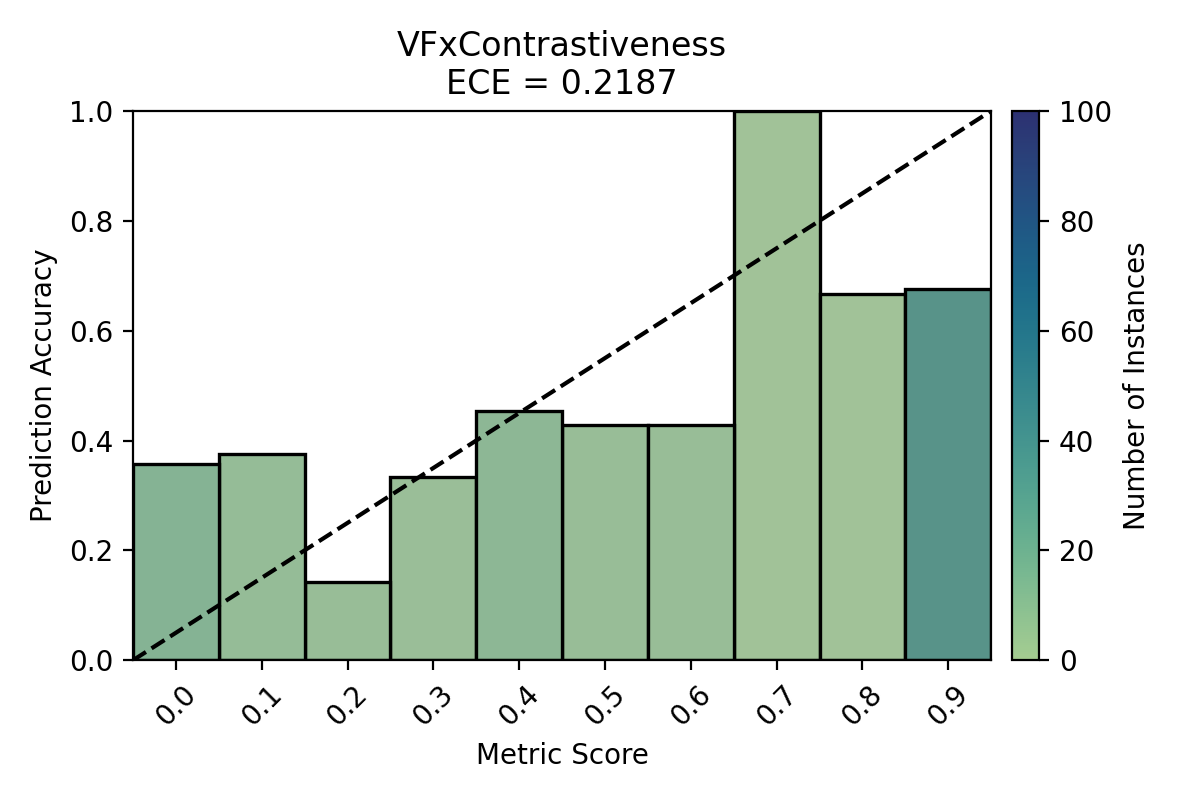 VFxContrastiveness
ECE = 0.2187
1.0
0.8
0.6
0.4
0.2
0.0
Prediction Accuracy
0.0 0.1 0.2 0.3 0.4 0.5 0.6 0.7 0.8 0.9
Metric Score
100
80
60
40
20
0
Number of Instances